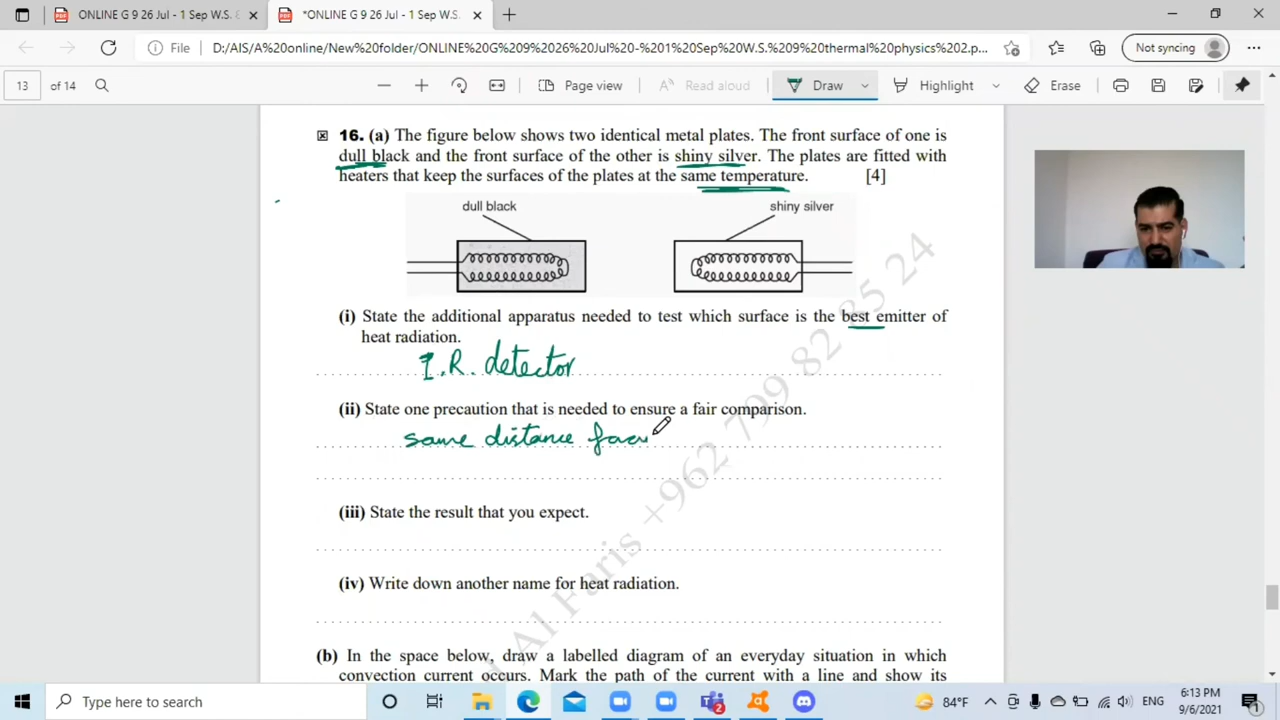 ONLINE G 9 26 Jul - 1 Sep W.S. E
*ONLINE G 9 26 Jul - 1 Sep W.S.
File
D:/AIS/A%20online/New%20folder/ONLINE%20G%209%2026%20Jul%20-%201%20Sep%20W.S.%209%20thermal%20physics%202.p...
Not syncing
13 of 14
Page view
Read aloud
Draw
Highlight
Erase
16. (a) The figure below shows two identical metal plates. The front surface of one is
dull black and the front surface of the other is shiny silver. The plates are fitted with
heaters that keep the surfaces of the plates at the same temperature. [4]
dull black
shiny silver
(i) State the additional apparatus needed to test which surface is the best emitter of
heat radiation.
I.R. detector
(ii) State one precaution that is needed to ensure a fair comparison.
same distance
(iii) State the result that you expect.
(iv) Write down another name for heat radiation.
(b) In the space below, draw a labelled diagram of an everyday situation in which
convection current occurs. Mark the path of the current with a line and show its
Al Faris +962 799 82 85 24
Type here to search
2
84°F
ENG
6:13 PM
9/6/2021
1